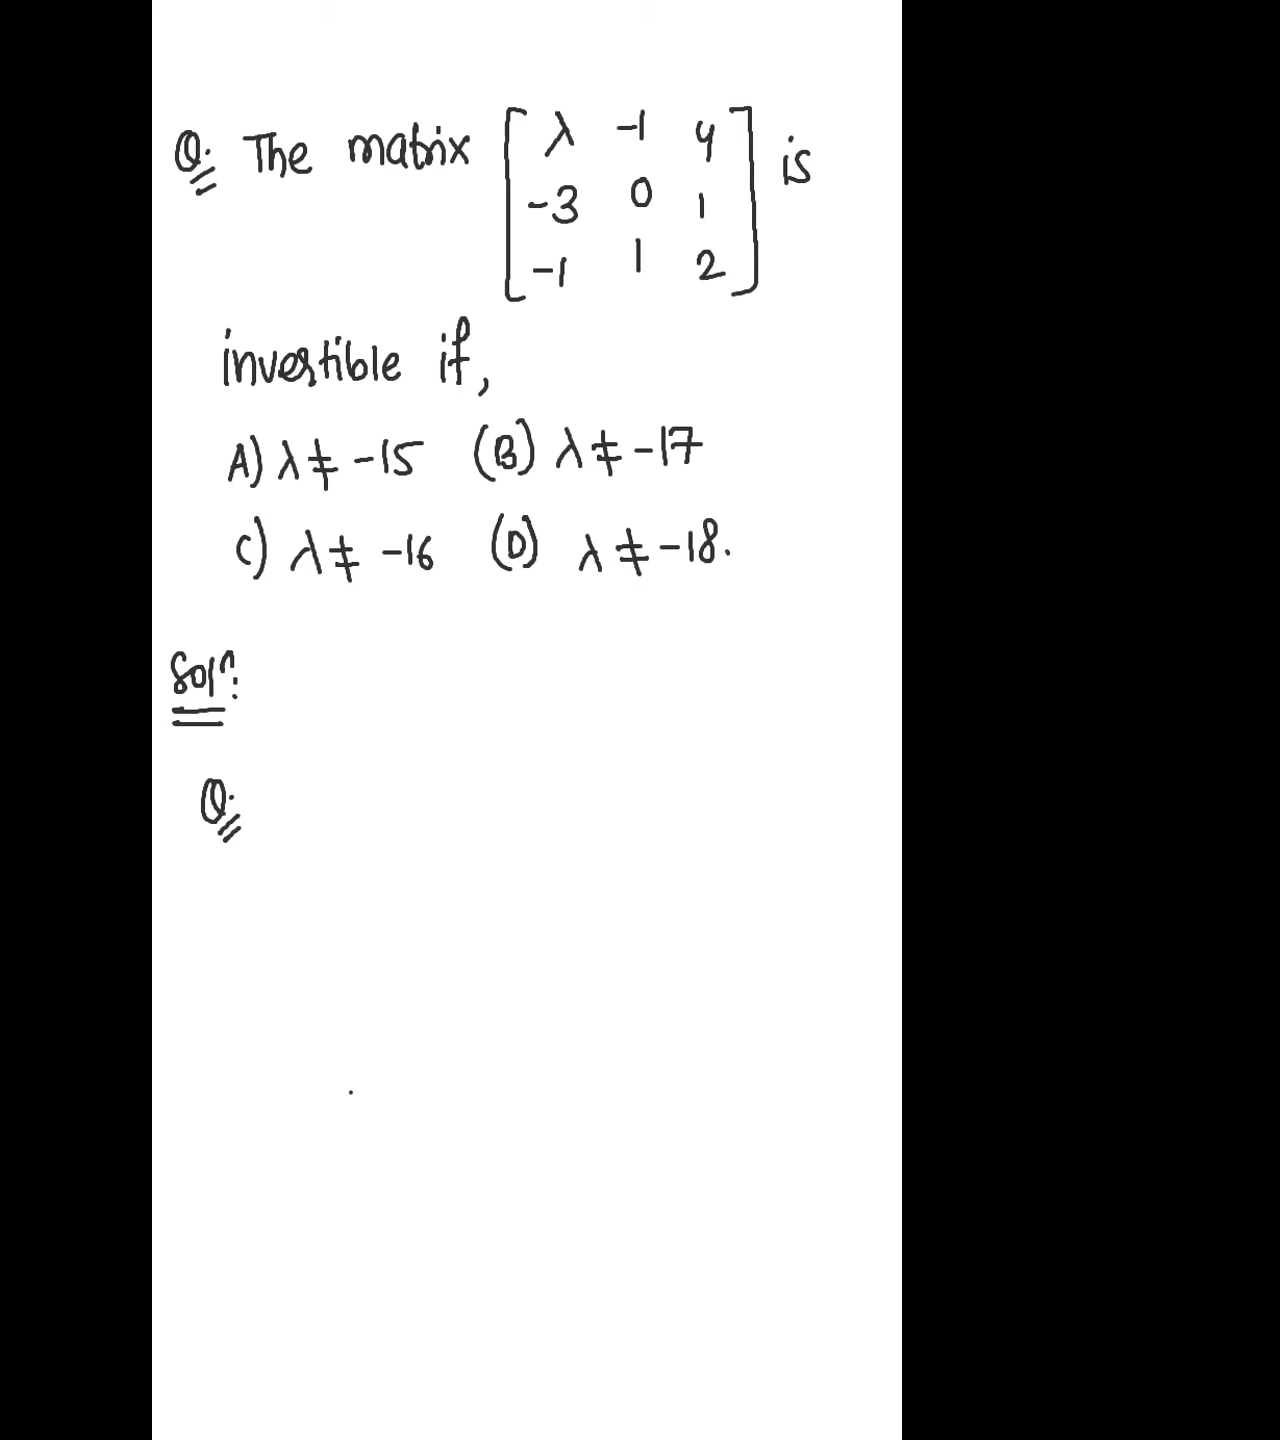 Q. The matrix [ λ -1 4 ] is
-3 0 1
-1 1 2
invertible if,
A) λ ≠ -15 (B) λ ≠ -17
C) λ ≠ -16 (D) λ ≠ -18.
Solⁿ:
Q.